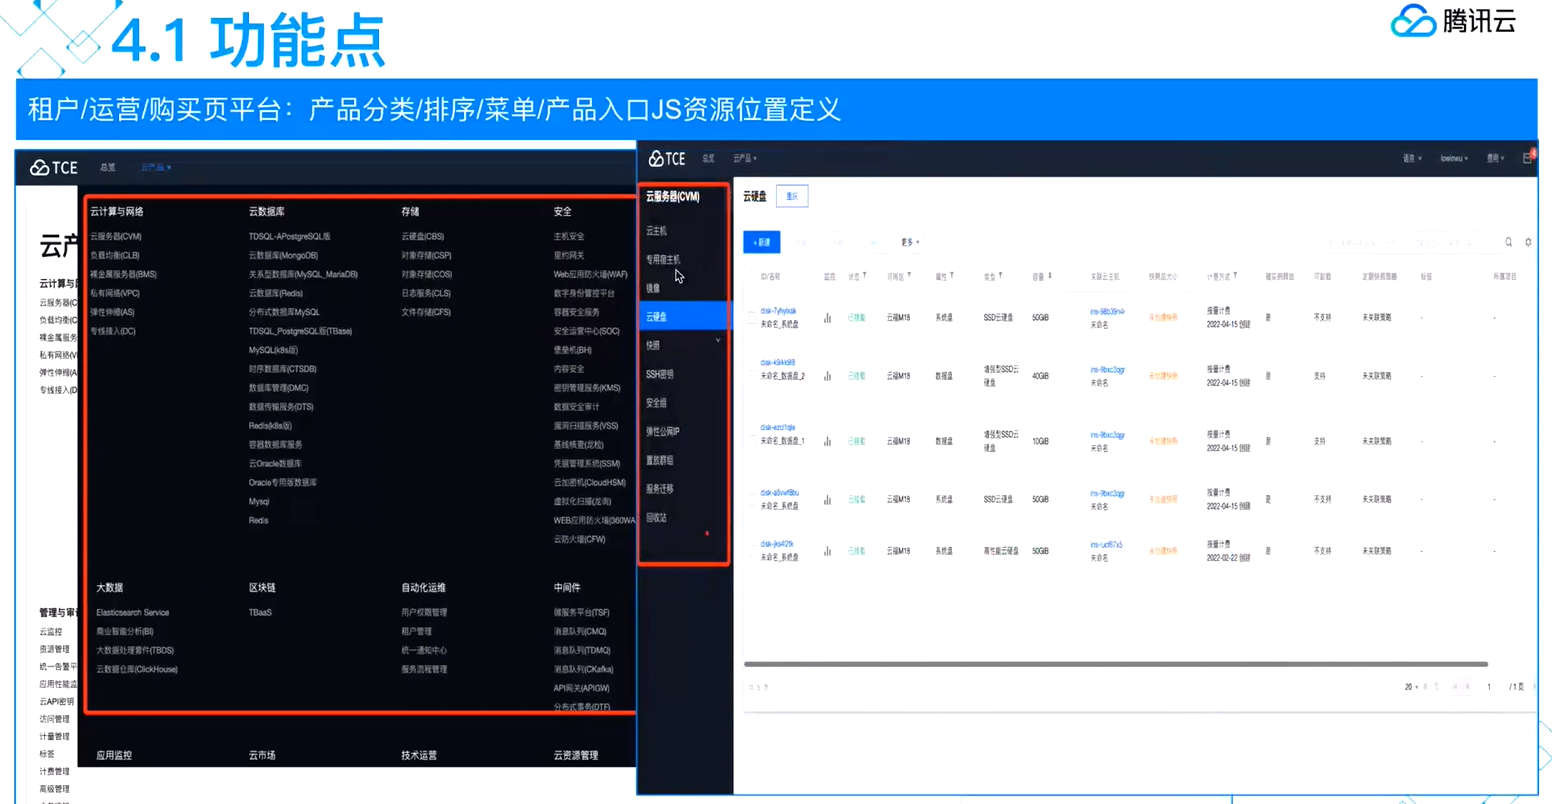 4.1 功能点
腾讯云
租户/运营/购买页平台：产品分类/排序/菜单/产品入口JS资源位置定义
TCE 总览 云产品
云计算与网络
云服务器(CVM)
负载均衡(CLB)
裸金属服务器(BMS)
私有网络(VPC)
弹性伸缩(AS)
专线接入(DC)
云数据库
TDSQL-APostgreSQL版
云数据库(MongoDB)
关系型数据库(MySQL_MariaDB)
云数据库(Redis)
分布式数据库MySQL
TDSQL_PostgreSQL版(TBase)
MySQL(k8s版)
时序数据库(CTSDB)
数据库管理(DMC)
数据传输服务(DTS)
Redis(k8s版)
容器数据库服务
云Oracle数据库
Oracle专用版数据库
Mysql
Redis
存储
云硬盘(CBS)
对象存储(CSP)
对象存储(COS)
日志服务(CLS)
文件存储(CFS)
安全
主机安全
里约网关
Web应用防火墙(WAF)
数字身份管控平台
容器安全服务
安全运营中心(SOC)
堡垒机(BH)
内容安全
密钥管理服务(KMS)
数据安全审计
漏洞扫描服务(VSS)
基线核查(龙检)
凭据管理系统(SSM)
云加密机(CloudHSM)
虚拟化扫描(龙洞)
WEB应用防火墙(360WA
云防火墙(CFW)
大数据
Elasticsearch Service
商业智能分析(BI)
大数据处理套件(TBDS)
云数据仓库(ClickHouse)
区块链
TBaaS
自动化运维
用户权限管理
租户管理
统一通知中心
服务流程管理
中间件
微服务平台(TSF)
消息队列(CMQ)
消息队列(TDMQ)
消息队列(CKafka)
API网关(APIGW)
分布式事务(DTF)
应用监控
云市场
技术运营
云资源管理
云产
云计算与
云服务器(C
负载均衡(C
裸金属服务
私有网络(V
弹性伸缩(A
专线接入(D
管理与审计
云监控
资源管理
统一告警平
应用性能监
云API密钥
访问管理
计量管理
标签
计费管理
高级管理
TCE 总览 云产品 语言 费用
云服务器(CVM)
云主机
专用宿主机
镜像
云硬盘
快照
SSH密钥
安全组
弹性公网IP
置放群组
服务迁移
回收站
云硬盘 重庆
+新建 更多
ID/名称 监控 状态 可用区 属性 类型 容量 关联云主机 快照总大小 计费方式 随实例释放 可卸载 定期快照策略 标签 所属项目
未命名_系统盘 已挂载 云福M18 系统盘 SSD云硬盘 50GB 未命名 未创建快照 按量计费 2022-04-15 创建 是 不支持 未关联策略 - -
未命名_数据盘_2 已挂载 云福M18 数据盘 增强型SSD云硬盘 40GB 未命名 未创建快照 按量计费 2022-04-15 创建 是 支持 未关联策略 - -
未命名_数据盘_1 已挂载 云福M18 数据盘 增强型SSD云硬盘 10GB 未命名 未创建快照 按量计费 2022-04-15 创建 是 支持 未关联策略 - -
未命名_系统盘 已挂载 云福M18 系统盘 SSD云硬盘 50GB 未命名 未创建快照 按量计费 2022-04-15 创建 是 不支持 未关联策略 - -
未命名_系统盘 已挂载 云福M18 系统盘 高性能云硬盘 50GB 未命名 未创建快照 按量计费 2022-02-22 创建 是 不支持 未关联策略 - -
20 1 /1页